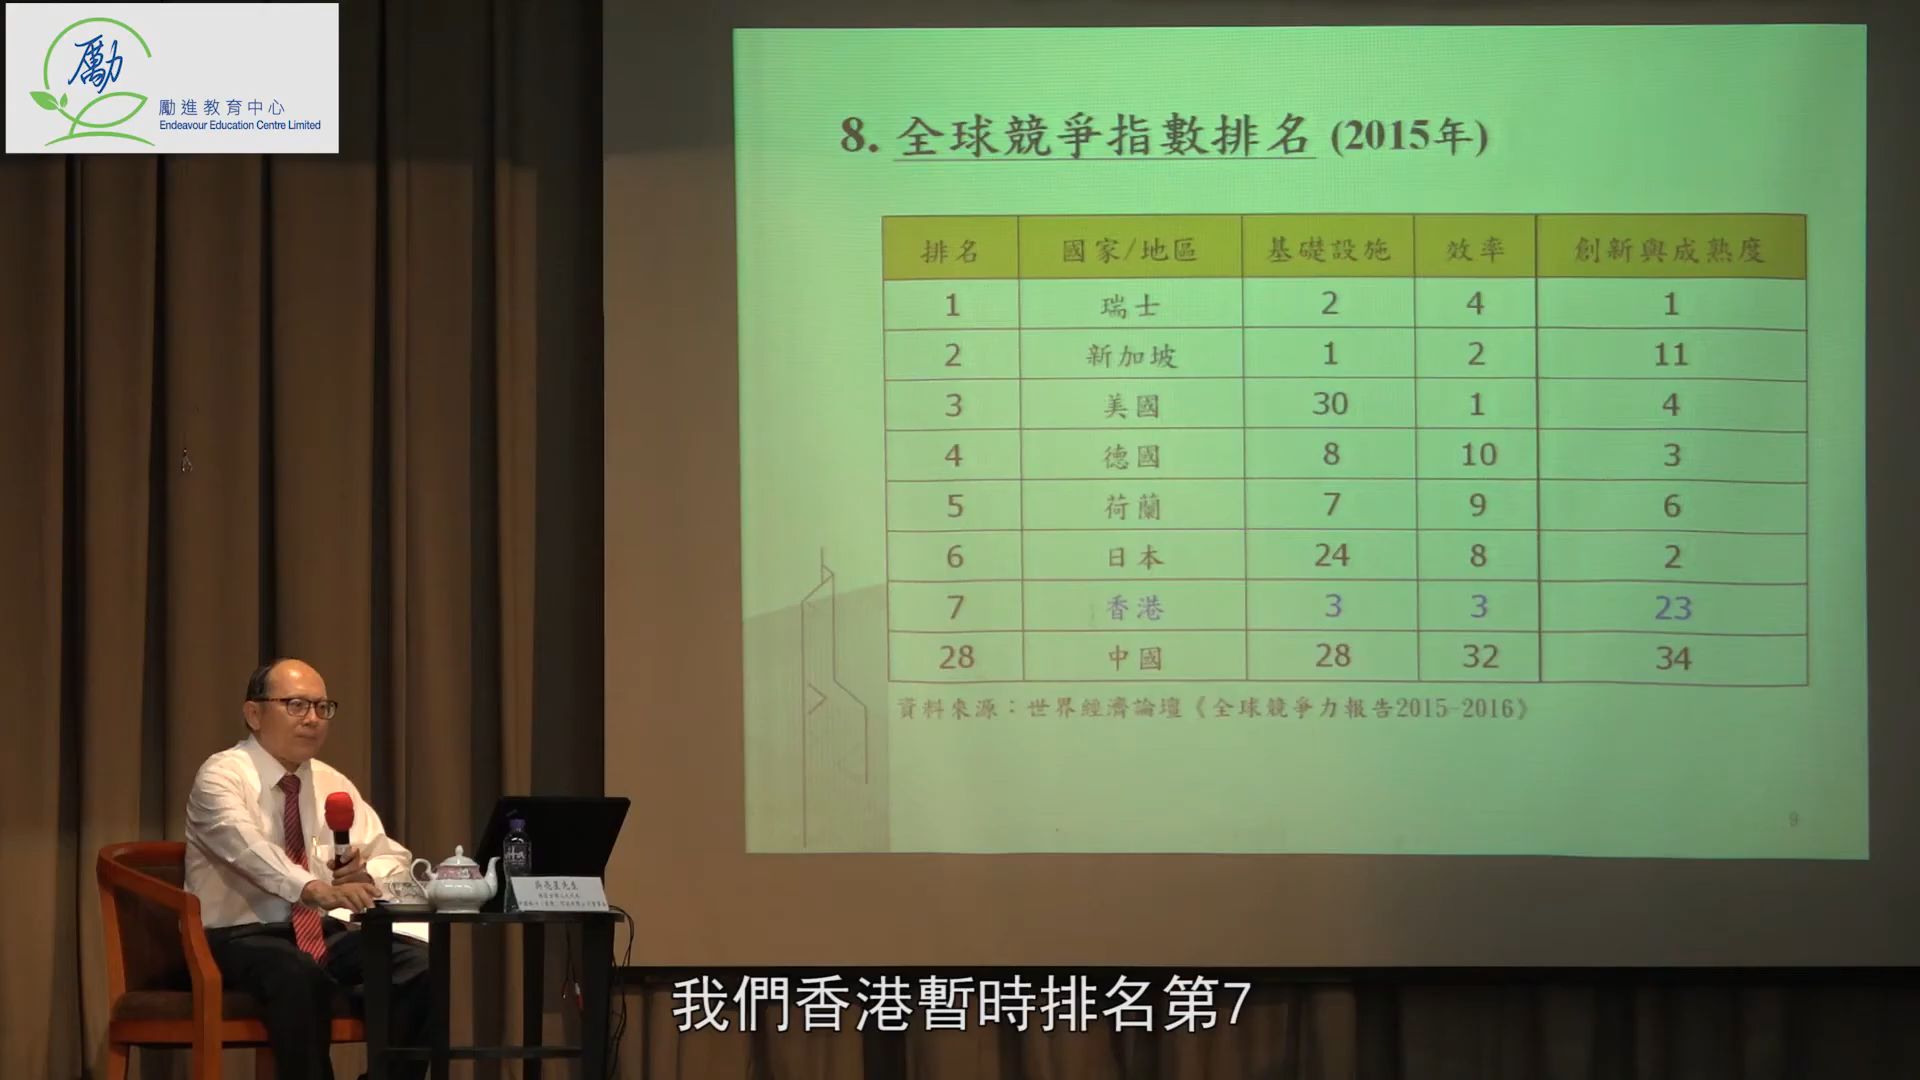 勵
勵進教育中心
Endeavour Education Centre Limited
8. 全球競爭指數排名 (2015年)
排名 國家/地區 基礎設施 效率 創新與成熟度
1 瑞士 2 4 1
2 新加坡 1 2 11
3 美國 30 1 4
4 德國 8 10 3
5 荷蘭 7 9 6
6 日本 24 8 2
7 香港 3 3 23
28 中國 28 32 34
資料來源：世界經濟論壇《全球競爭力報告2015-2016》
9
吳亮星先生
我們香港暫時排名第7